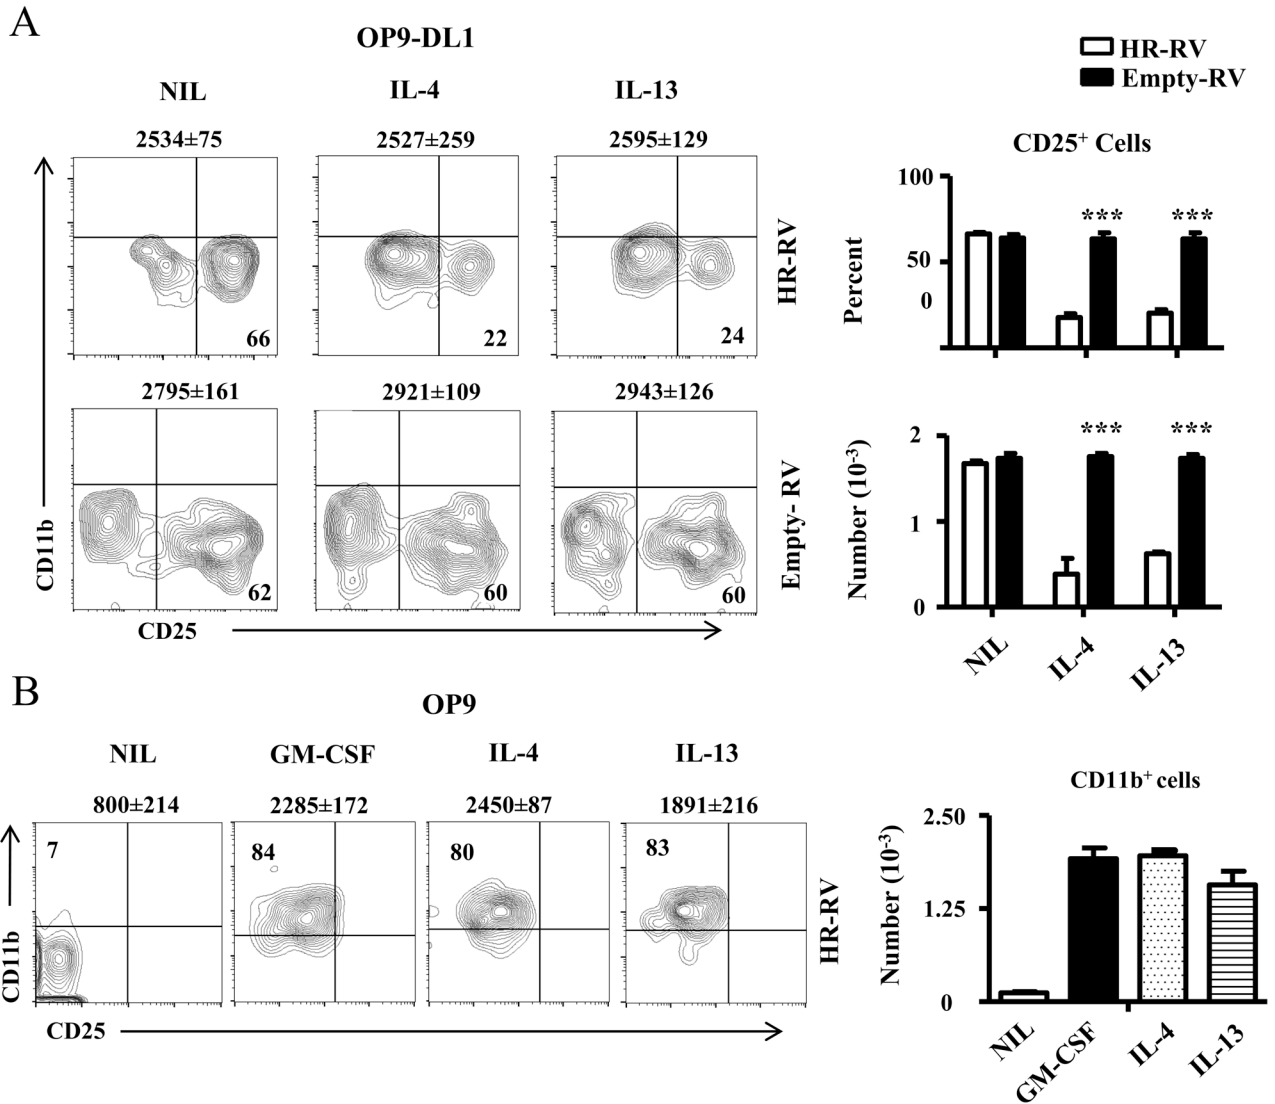 A
OP9-DL1
HR-RV
Empty-RV
NIL
IL-4
IL-13
2534±75
2527±259
2595±129
CD25+ Cells
66
22
24
HR-RV
100
50
0
Percent
*** ***
2795±161
2921±109
2943±126
62
60
60
Empty- RV
CD11b
CD25
2
1
0
Number (10-3)
*** ***
NIL
IL-4
IL-13
B
OP9
NIL
GM-CSF
IL-4
IL-13
800±214
2285±172
2450±87
1891±216
7
84
80
83
HR-RV
CD11b
CD25
CD11b+ cells
2.50
1.25
0
Number (10-3)
NIL
GM-CSF
IL-4
IL-13